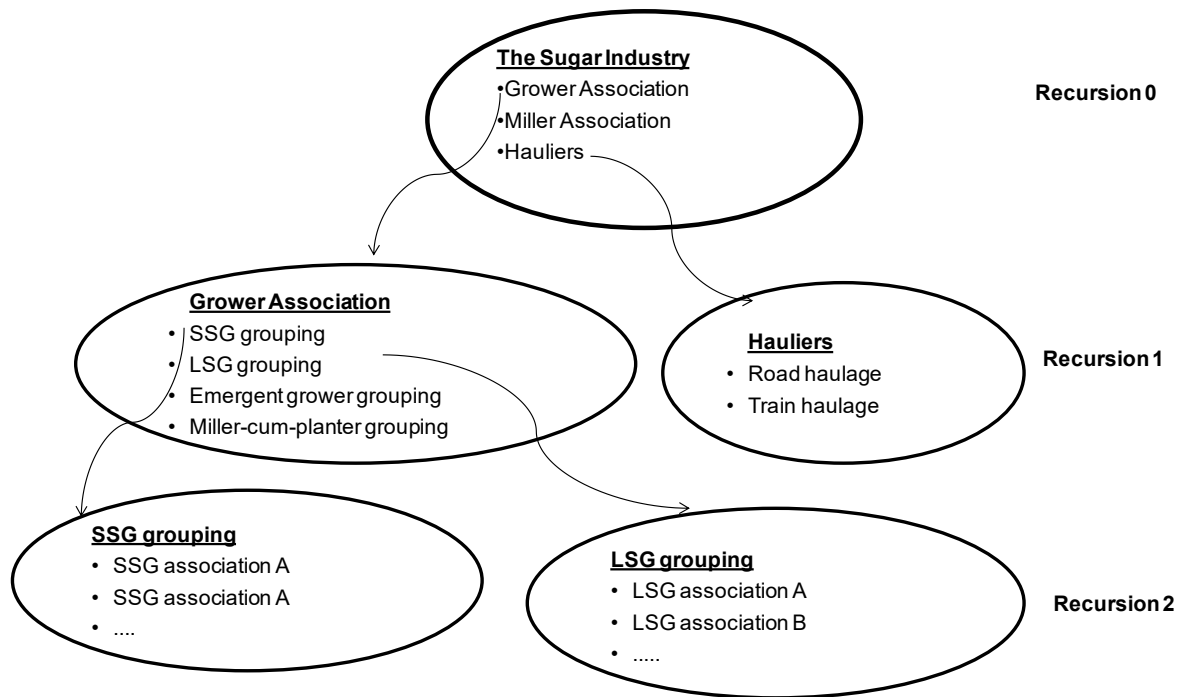 The Sugar Industry
•Grower Association
•Miller Association
•Hauliers
Recursion 0
Grower Association
• SSG grouping
• LSG grouping
• Emergent grower grouping
• Miller-cum-planter grouping
Hauliers
• Road haulage
• Train haulage
Recursion 1
SSG grouping
• SSG association A
• SSG association A
• ....
LSG grouping
• LSG association A
• LSG association B
• .....
Recursion 2